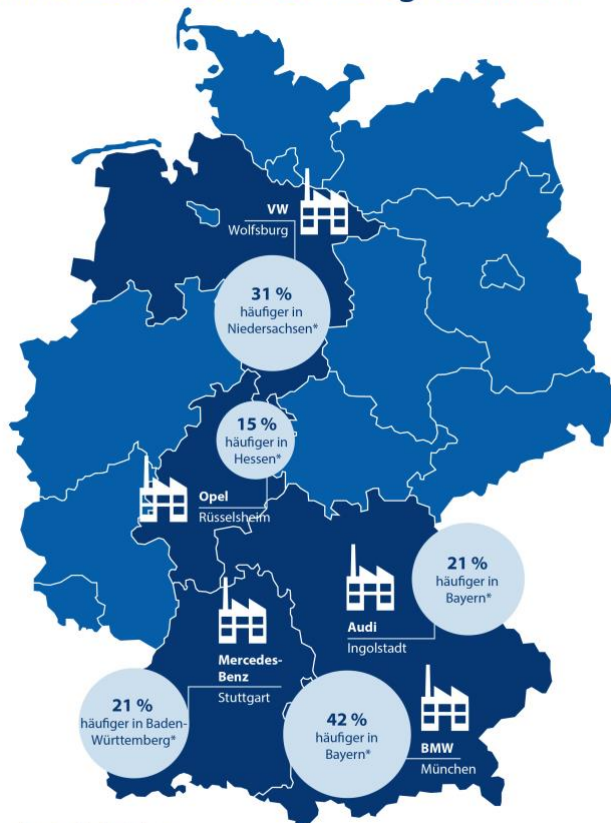 VW
Wolfsburg
31 %
häufiger in
Niedersachsen*
15 %
häufiger in
Hessen*
Opel
Rüsselsheim
21 %
häufiger in
Bayern*
Audi
Ingolstadt
Mercedes-
Benz
Stuttgart
21 %
häufiger in Baden-
Württemberg*
42 %
häufiger in
Bayern*
BMW
München